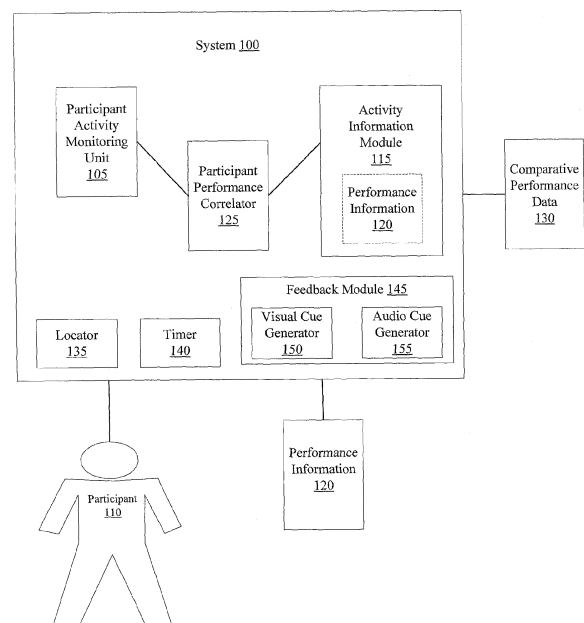 System 100
Participant
Activity
Monitoring
Unit
105
Participant
Performance
Correlator
125
Activity
Information
Module
115
Performance
Information
120
Comparative
Performance
Data
130
Feedback Module 145
Visual Cue
Generator
150
Audio Cue
Generator
155
Locator
135
Timer
140
Performance
Information
120
Participant
110